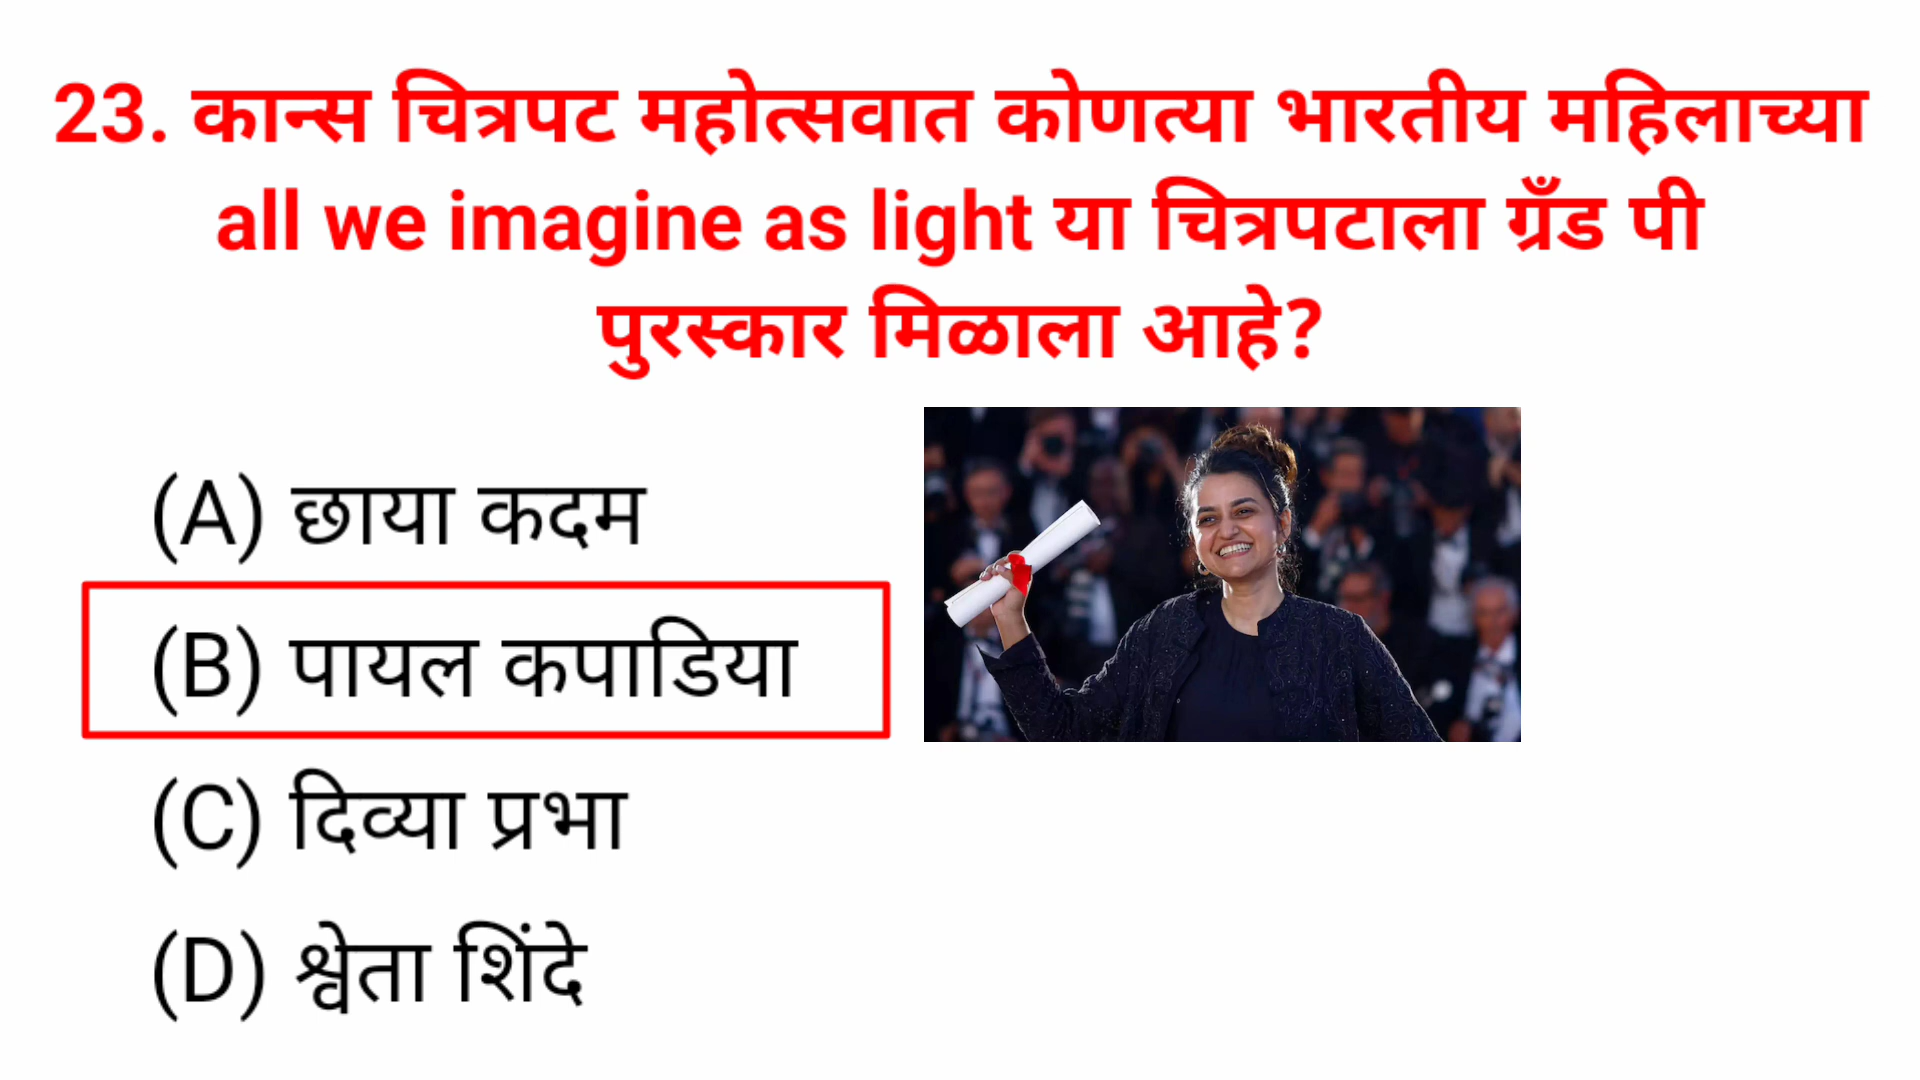 23. कान्स चित्रपट महोत्सवात कोणत्या भारतीय महिलाच्या
all we imagine as light या चित्रपटाला ग्रँड पी
पुरस्कार मिळाला आहे?
(A) छाया कदम
(B) पायल कपाडिया
(C) दिव्या प्रभा
(D) श्वेता शिंदे